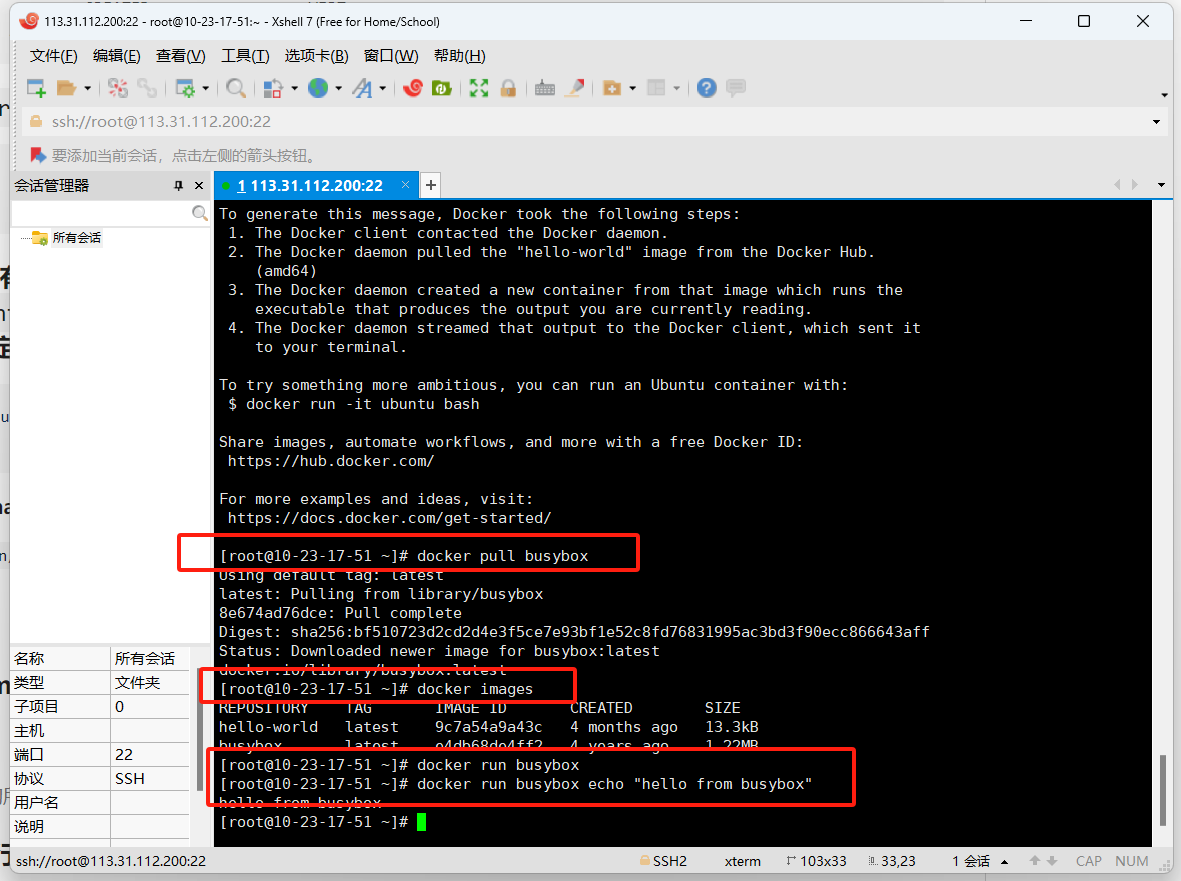 113.31.112.200:22 - root@10-23-17-51:~ - Xshell 7 (Free for Home/School)
文件(F) 编辑(E) 查看(V) 工具(T) 选项卡(B) 窗口(W) 帮助(H)
ssh://root@113.31.112.200:22
要添加当前会话，点击左侧的箭头按钮。
会话管理器
1 113.31.112.200:22
所有会话
To generate this message, Docker took the following steps:
1. The Docker client contacted the Docker daemon.
2. The Docker daemon pulled the "hello-world" image from the Docker Hub.
(amd64)
3. The Docker daemon created a new container from that image which runs the
executable that produces the output you are currently reading.
4. The Docker daemon streamed that output to the Docker client, which sent it
to your terminal.
To try something more ambitious, you can run an Ubuntu container with:
$ docker run -it ubuntu bash
Share images, automate workflows, and more with a free Docker ID:
https://hub.docker.com/
For more examples and ideas, visit:
https://docs.docker.com/get-started/
[root@10-23-17-51 ~]# docker pull busybox
Using default tag: latest
latest: Pulling from library/busybox
8e674ad76dce: Pull complete
Digest: sha256:bf510723d2cd2d4e3f5ce7e93bf1e52c8fd76831995ac3bd3f90ecc866643aff
Status: Downloaded newer image for busybox:latest
docker.io/library/busybox:latest
[root@10-23-17-51 ~]# docker images
REPOSITORY TAG IMAGE ID CREATED SIZE
hello-world latest 9c7a54a9a43c 4 months ago 13.3kB
busybox latest e4db68de4ff2 4 years ago 1.22MB
[root@10-23-17-51 ~]# docker run busybox
[root@10-23-17-51 ~]# docker run busybox echo "hello from busybox"
hello from busybox
[root@10-23-17-51 ~]#
名称 所有会话
类型 文件夹
子项目 0
主机
端口 22
协议 SSH
用户名
说明
ssh://root@113.31.112.200:22 SSH2 xterm 103x33 33,23 1 会话 CAP NUM